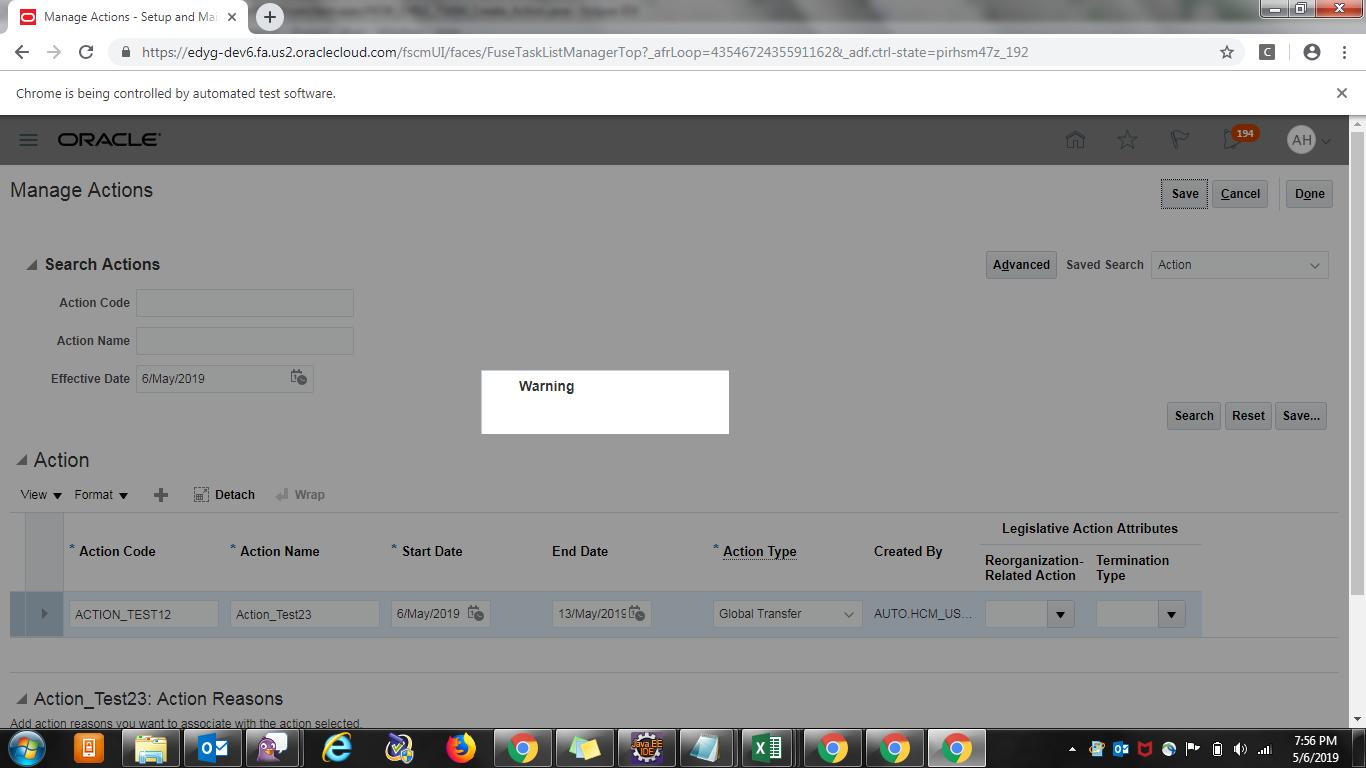 Manage Actions - Setup and Mai
https://edyg-dev6.fa.us2.oraclecloud.com/fscmUI/faces/FuseTaskListManagerTop?_afrLoop=4354672435591162&_adf.ctrl-state=pirhsm47z_192
C
Chrome is being controlled by automated test software.
ORACLE
194
AH
Manage Actions
Save
Cancel
Done
Search Actions
Advanced
Saved Search
Action
Action Code
Action Name
Effective Date
6/May/2019
Warning
Search
Reset
Save...
Action
View
Format
Detach
Wrap
Legislative Action Attributes
* Action Code
* Action Name
* Start Date
End Date
* Action Type
Created By
Reorganization-
Related Action
Termination
Type
ACTION_TEST12
Action_Test23
6/May/2019
13/May/2019
Global Transfer
AUTO.HCM_US...
Action_Test23: Action Reasons
Add action reasons you want to associate with the action selected.
Java EE
IDE
7:56 PM
5/6/2019